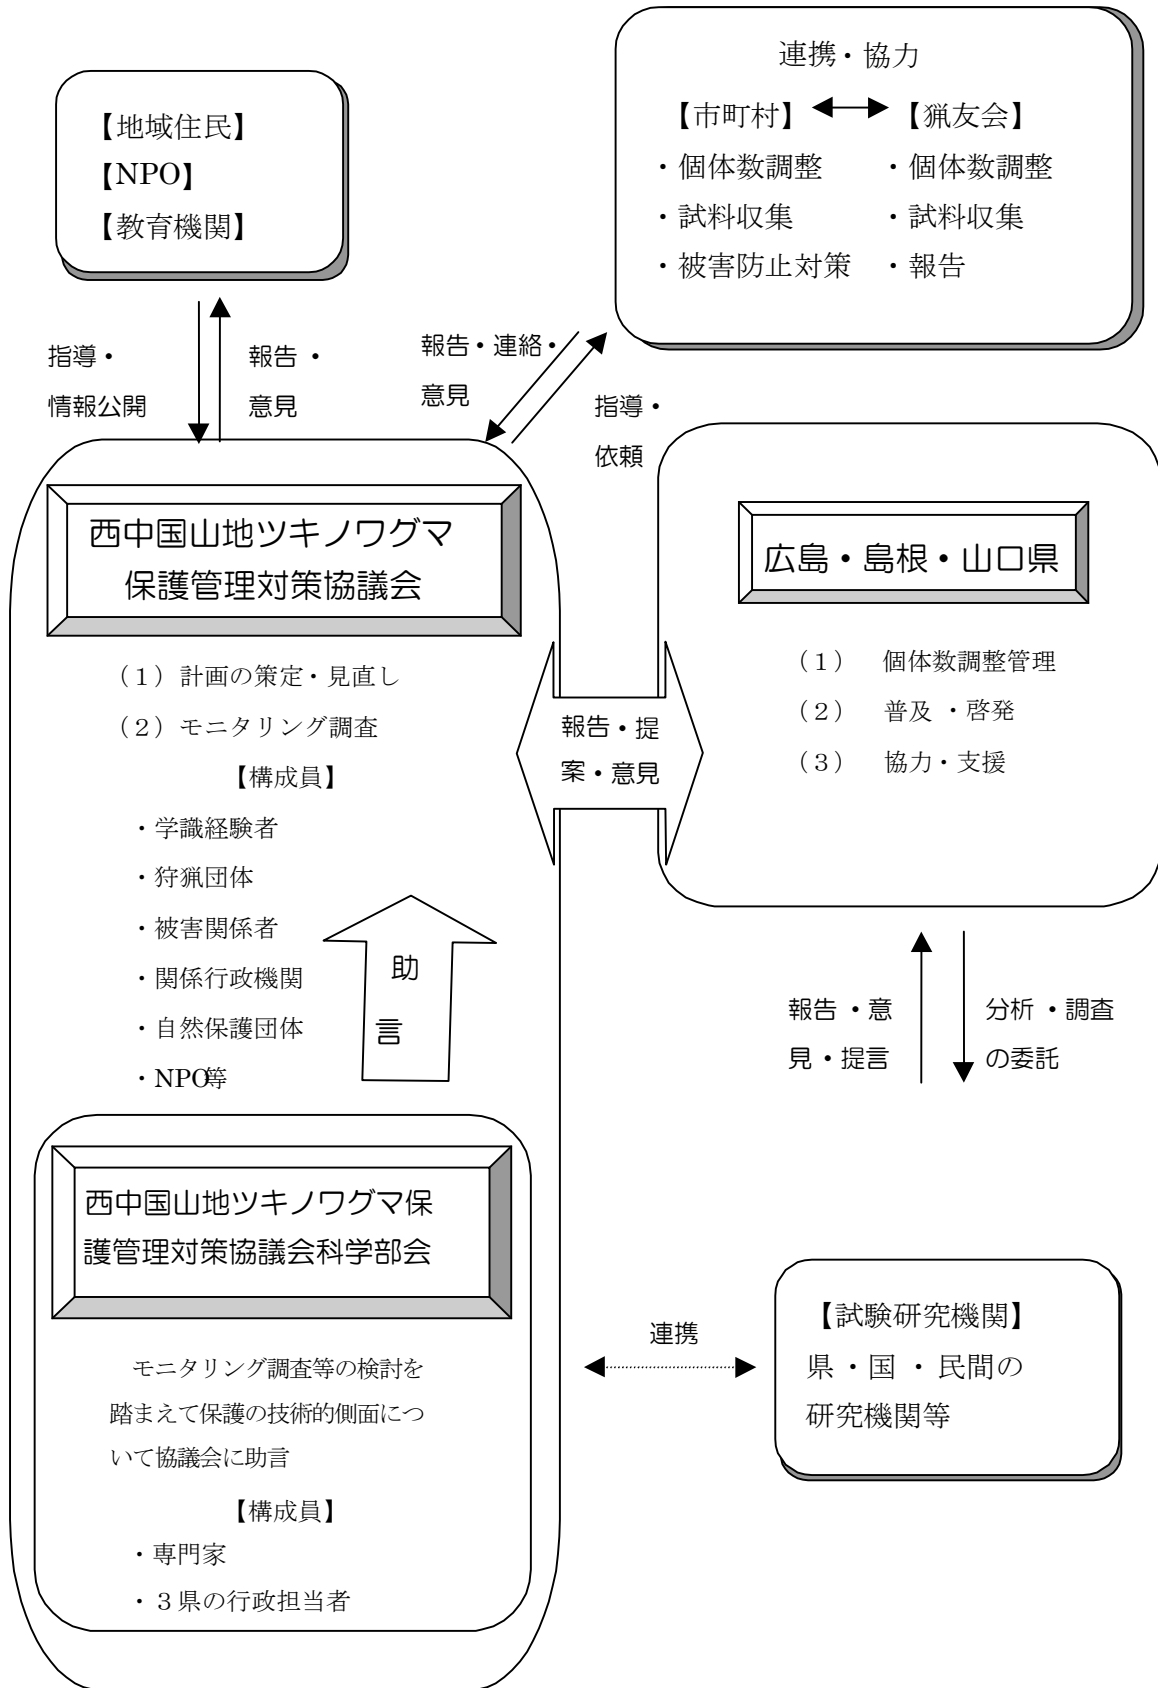 連携・協力
【市町村】 【猟友会】
・個体数調整 ・個体数調整
・試料収集 ・試料収集
・被害防止対策 ・報告
【地域住民】
【NPO】
【教育機関】
指導・
情報公開
報告・
意見
報告・連絡・
意見
指導・
依頼
西中国山地ツキノワグマ
保護管理対策協議会
(1)計画の策定・見直し
(2)モニタリング調査
【構成員】
・学識経験者
・狩猟団体
・被害関係者
・関係行政機関
・自然保護団体
・NPO等
助
言
報告・提
案・意見
広島・島根・山口県
(1) 個体数調整管理
(2) 普及・啓発
(3) 協力・支援
報告・意
見・提言
分析・調査
の委託
西中国山地ツキノワグマ保
護管理対策協議会科学部会
モニタリング調査等の検討を
踏まえて保護の技術的側面につ
いて協議会に助言
【構成員】
・専門家
・3県の行政担当者
連携
【試験研究機関】
県・国・民間の
研究機関等